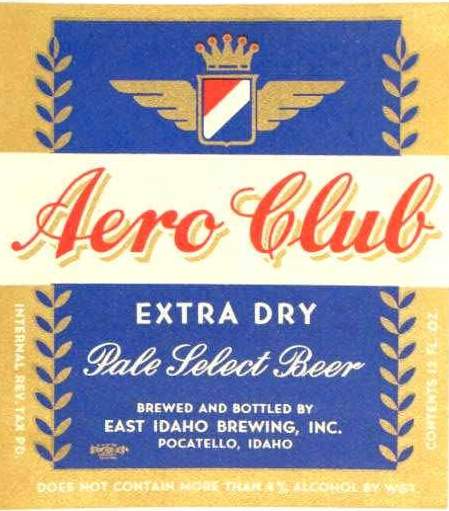 Aero Club
EXTRA DRY
Pale Select Beer
BREWED AND BOTTLED BY
EAST IDAHO BREWING, INC.
POCATELLO, IDAHO
INTERNAL REV. TAX PD.
CONTENTS 12 FL. OZ
DOES NOT CONTAIN MORE THAN 4% ALCOHOL BY WGT.